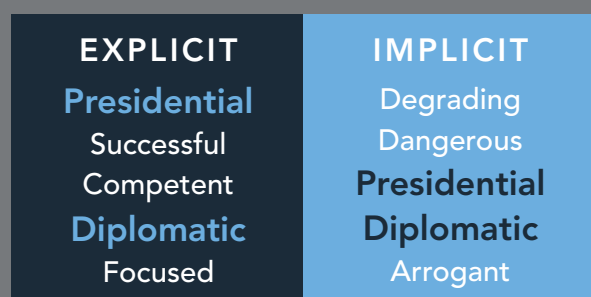 EXPLICIT
Presidential
Successful
Competent
Diplomatic
Focused
IMPLICIT
Degrading
Dangerous
Presidential
Diplomatic
Arrogant